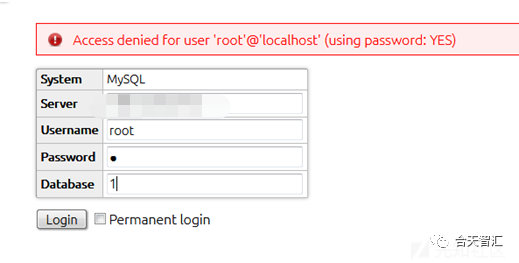 Access denied for user 'root'@'localhost' (using password: YES)
System MySQL
Server
Username root
Password ●
Database 1
Login Permanent login
合天智汇